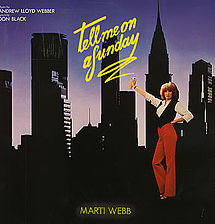 ANDREW LLOYD WEBBER
DON BLACK
tell me on
a Sunday
MARTI WEBB